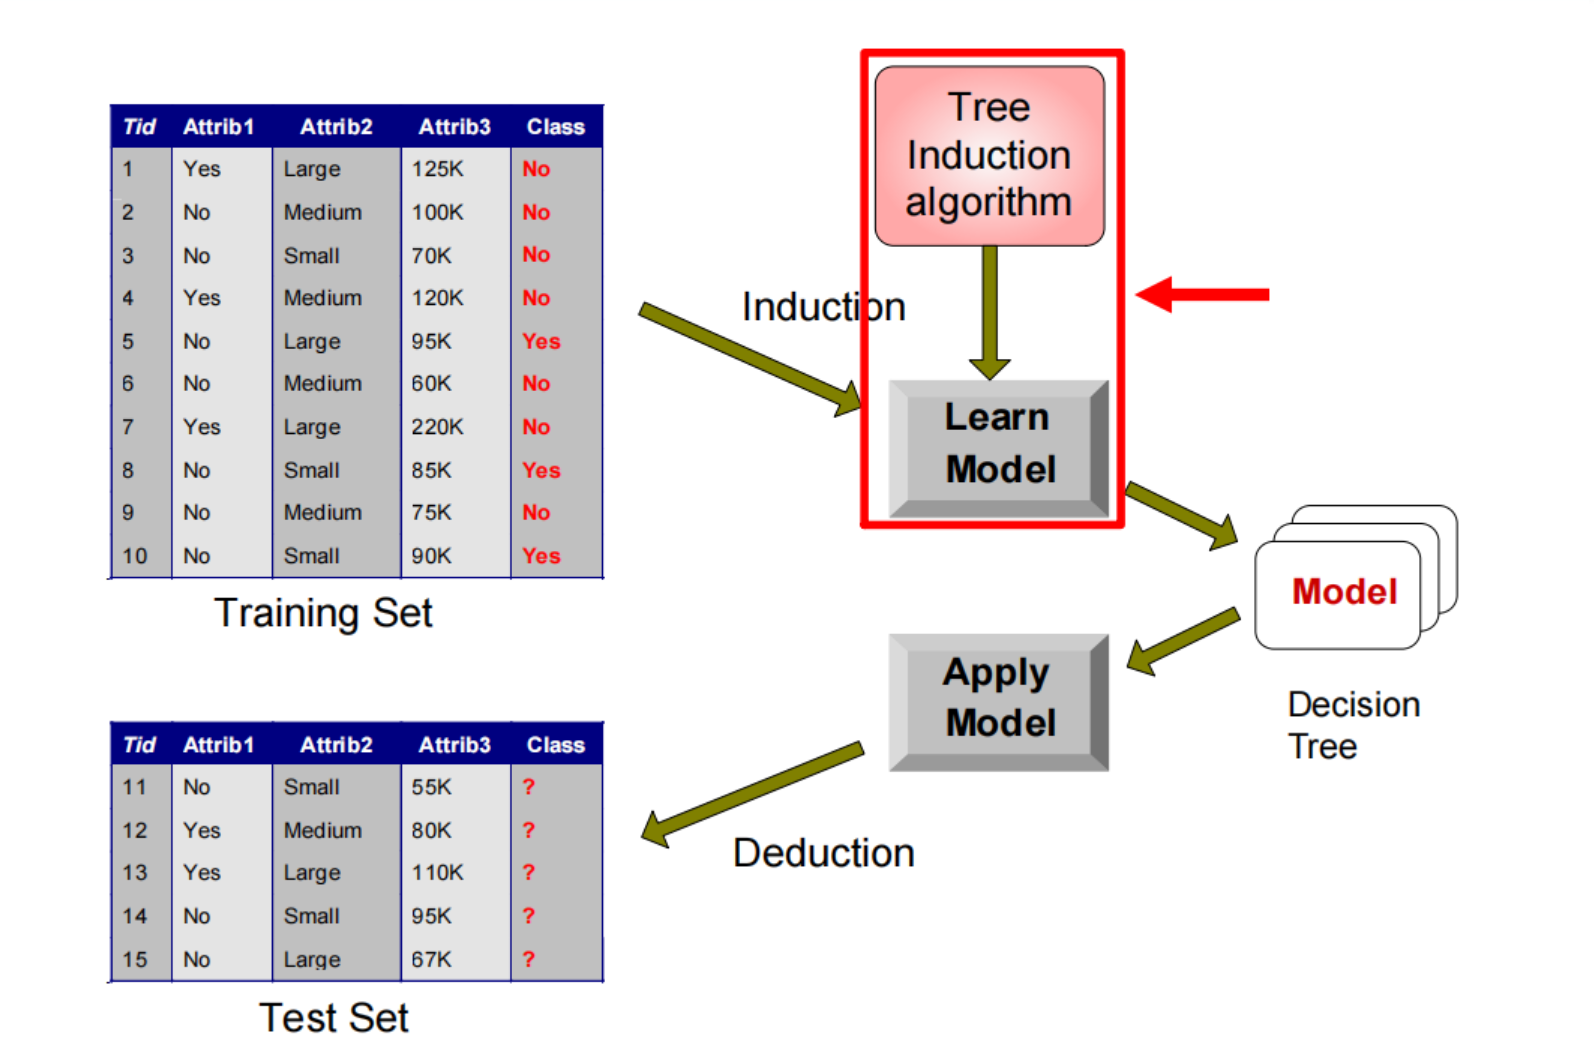 Tid Attrib1 Attrib2 Attrib3 Class
1 Yes Large 125K No
2 No Medium 100K No
3 No Small 70K No
4 Yes Medium 120K No
5 No Large 95K Yes
6 No Medium 60K No
7 Yes Large 220K No
8 No Small 85K Yes
9 No Medium 75K No
10 No Small 90K Yes
Training Set
Tree
Induction
algorithm
Induction
Learn
Model
Model
Decision
Tree
Apply
Model
Deduction
Tid Attrib1 Attrib2 Attrib3 Class
11 No Small 55K ?
12 Yes Medium 80K ?
13 Yes Large 110K ?
14 No Small 95K ?
15 No Large 67K ?
Test Set